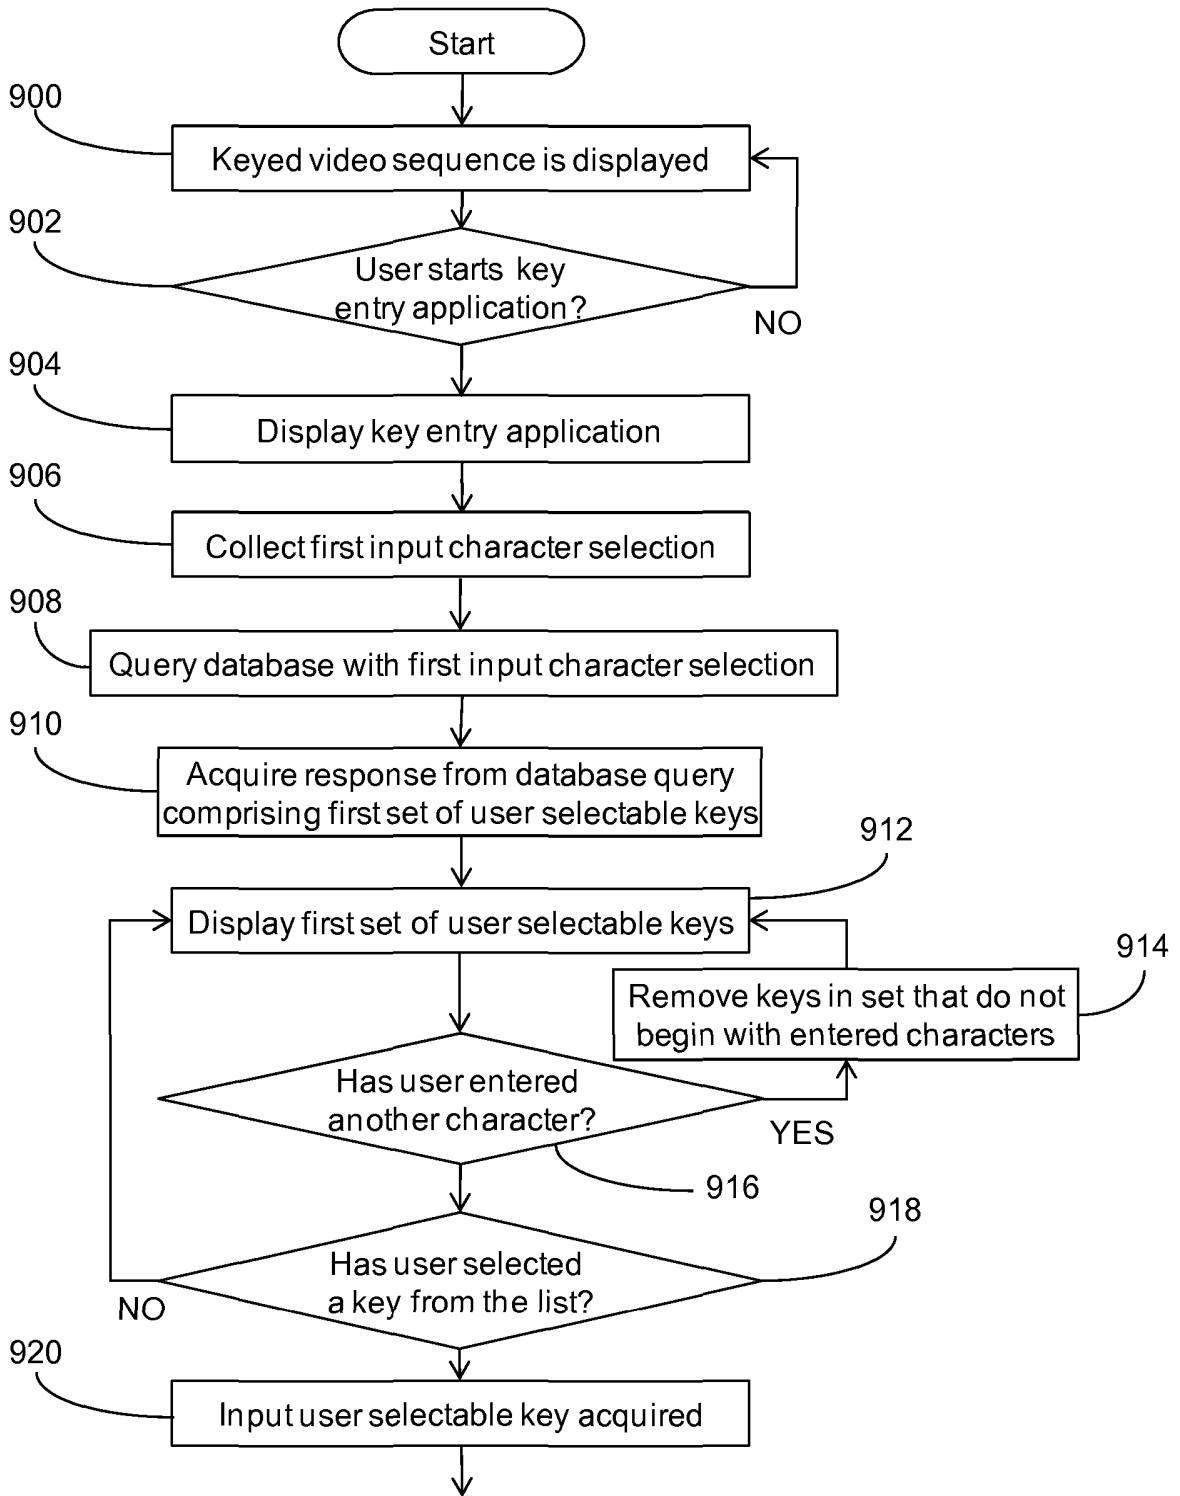 Start
900
Keyed video sequence is displayed
902
User starts key
entry application?
NO
904
Display key entry application
906
Collect first input character selection
908
Query database with first input character selection
910
Acquire response from database query
comprising first set of user selectable keys
912
Display first set of user selectable keys
914
Remove keys in set that do not
begin with entered characters
Has user entered
another character?
YES
916
918
Has user selected
a key from the list?
NO
920
Input user selectable key acquired